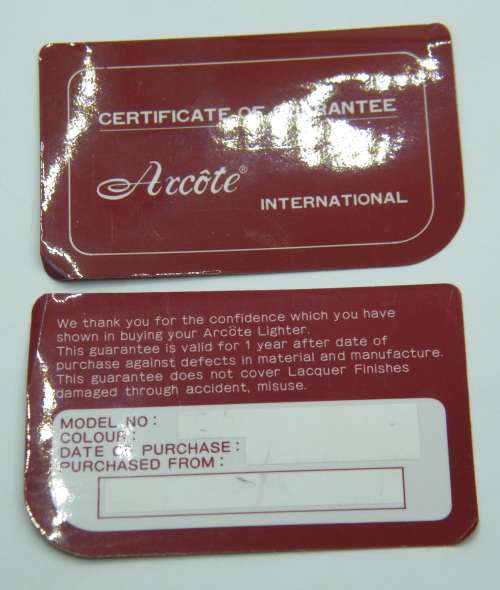 CERTIFICATE OF GUARANTEE
Arcôte®
INTERNATIONAL
We thank you for the confidence which you have
shown in buying your Arcôte Lighter.
This guarantee is valid for 1 year after date of
purchase against defects in material and manufacture.
This guarantee does not cover Lacquer Finishes
damaged through accident, misuse.
MODEL NO :
COLOUR :
DATE OF PURCHASE :
PURCHASED FROM :